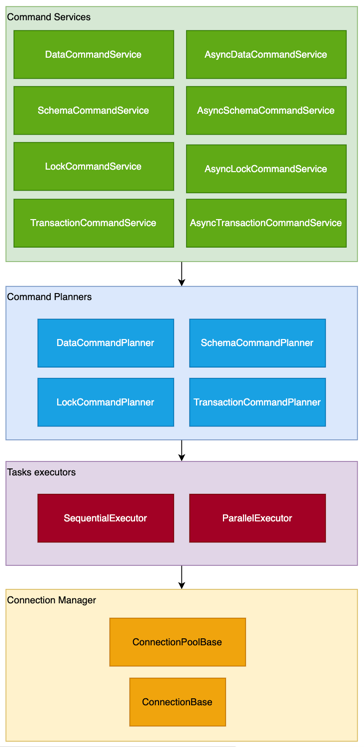 Command Services
DataCommandService
AsyncDataCommandService
SchemaCommandService
AsyncSchemaCommandService
LockCommandService
AsyncLockCommandService
TransactionCommandService
AsyncTransactionCommandService
Command Planners
DataCommandPlanner
SchemaCommandPlanner
LockCommandPlanner
TransactionCommandPlanner
Tasks executors
SequentialExecutor
ParallelExecutor
Connection Manager
ConnectionPoolBase
ConnectionBase